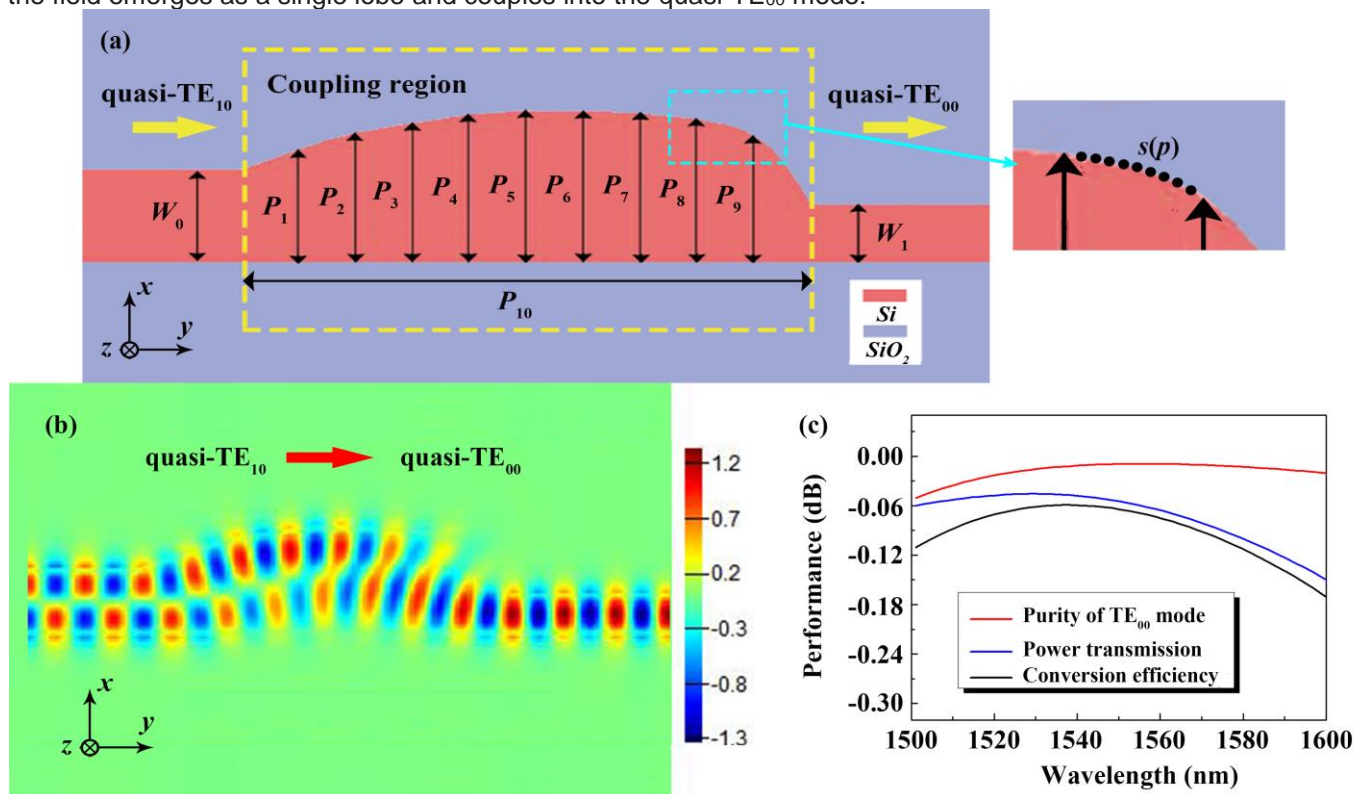 the field emerges as a single lobe and couples into the quasi-TE₀₀ mode.
(a)
Coupling region
quasi-TE₁₀
quasi-TE₀₀
s(p)
W₀
P₁
P₂
P₃
P₄
P₅
P₆
P₇
P₈
P₉
W₁
P₁₀
x
y
z
Si
SiO₂
(b)
quasi-TE₁₀
quasi-TE₀₀
1.2
0.7
0.2
-0.3
-0.8
-1.3
x
y
z
(c)
Performance (dB)
0.00
-0.06
-0.12
-0.18
-0.24
-0.30
Purity of TE₀₀ mode
Power transmission
Conversion efficiency
1500 1520 1540 1560 1580 1600
Wavelength (nm)